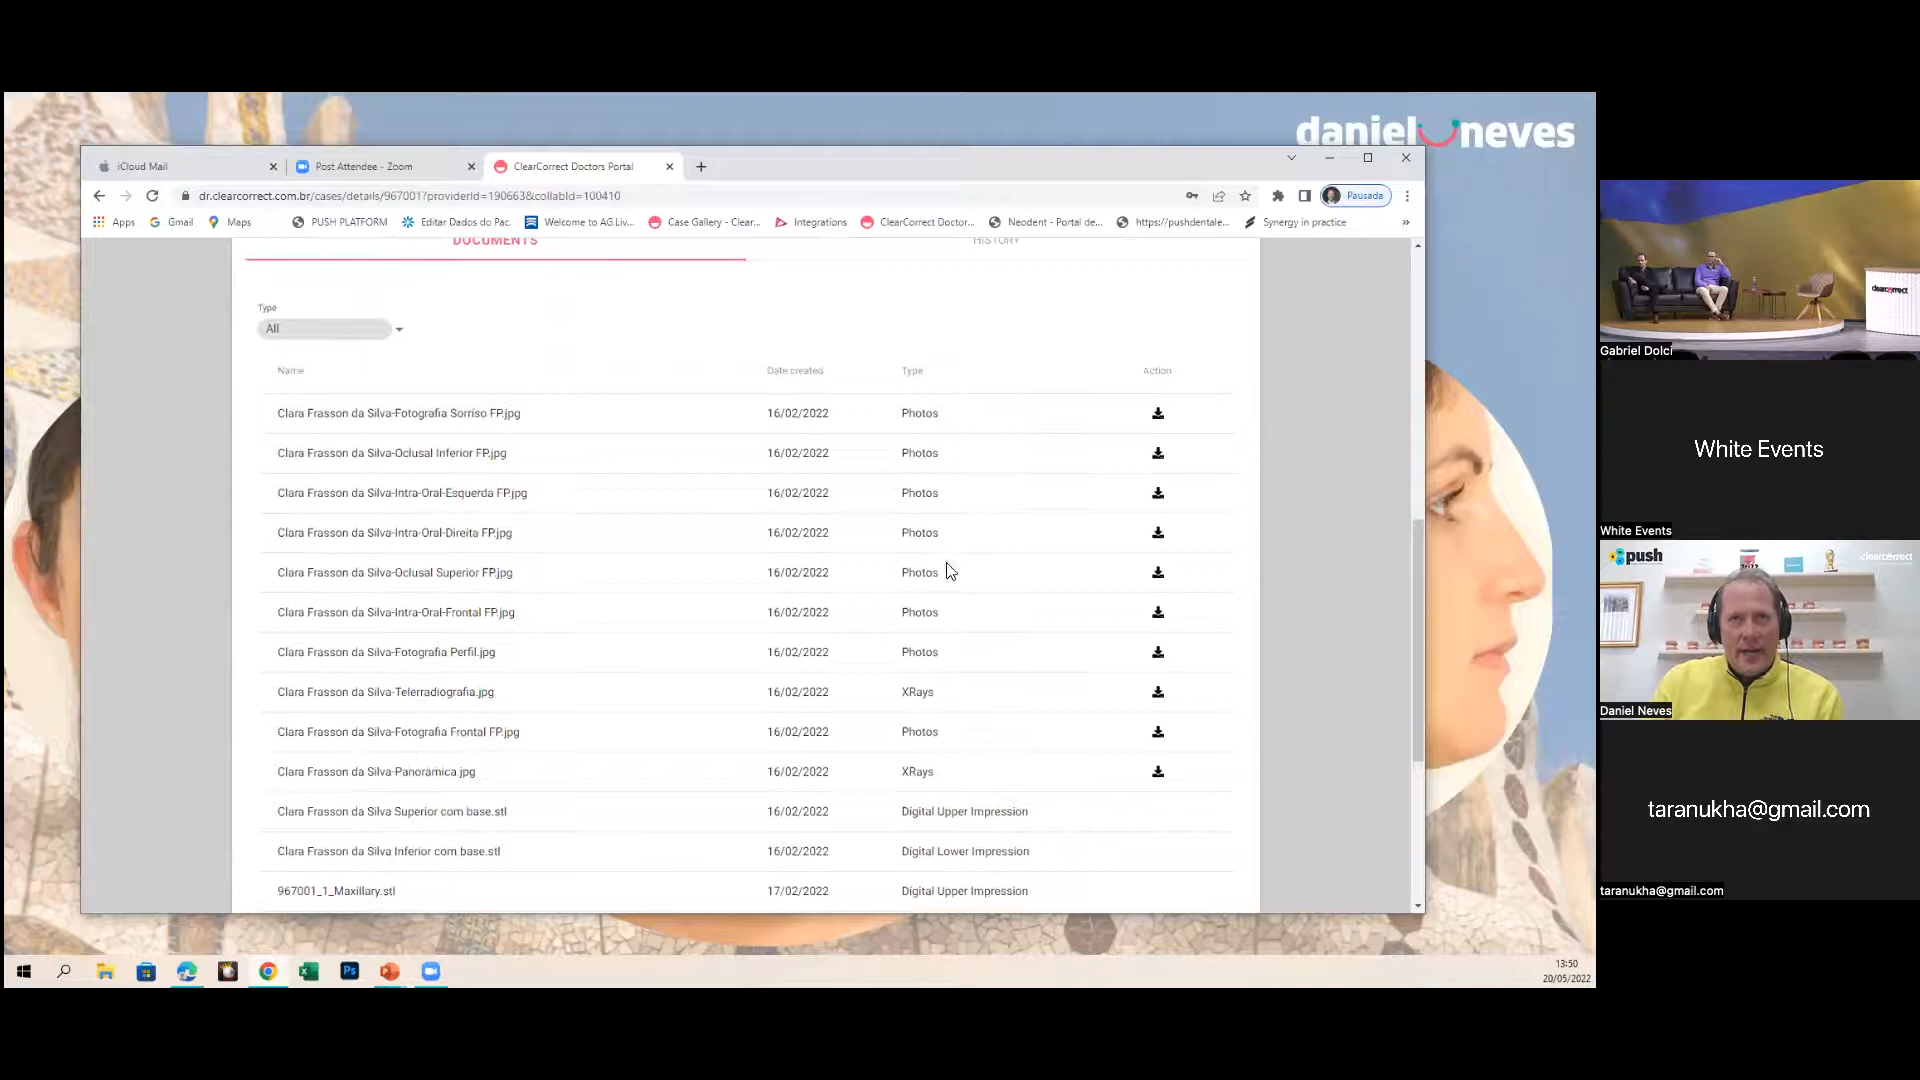 daniel neves
iCloud Mail
Post Attendee - Zoom
ClearCorrect Doctors Portal
dr.clearcorrect.com.br/cases/details/967001?providerId=190663&collabId=100410
Pausada
Apps
Gmail
Maps
PUSH PLATFORM
Editar Dados do Pac.
Welcome to AG.Liv...
Case Gallery - Clear...
Integrations
ClearCorrect Doctor...
Neodent - Portal de...
https://pushdentale...
Synergy in practice
DOCUMENTS
HISTORY
Type
All
Name Date created Type Action
Clara Frasson da Silva-Fotografia Sorriso FP.jpg 16/02/2022 Photos
Clara Frasson da Silva-Oclusal Inferior FP.jpg 16/02/2022 Photos
Clara Frasson da Silva-Intra-Oral-Esquerda FP.jpg 16/02/2022 Photos
Clara Frasson da Silva-Intra-Oral-Direita FP.jpg 16/02/2022 Photos
Clara Frasson da Silva-Oclusal Superior FP.jpg 16/02/2022 Photos
Clara Frasson da Silva-Intra-Oral-Frontal FP.jpg 16/02/2022 Photos
Clara Frasson da Silva-Fotografia Perfil.jpg 16/02/2022 Photos
Clara Frasson da Silva-Telerradiografia.jpg 16/02/2022 XRays
Clara Frasson da Silva-Fotografia Frontal FP.jpg 16/02/2022 Photos
Clara Frasson da Silva-Panoramica.jpg 16/02/2022 XRays
Clara Frasson da Silva Superior com base.stl 16/02/2022 Digital Upper Impression
Clara Frasson da Silva Inferior com base.stl 16/02/2022 Digital Lower Impression
967001_1_Maxillary.stl 17/02/2022 Digital Upper Impression
Ps
13:50
20/05/2022
clearcorrect
Gabriel Dolci
White Events
White Events
push
clearcorrect
Daniel Neves
taranukha@gmail.com
taranukha@gmail.com